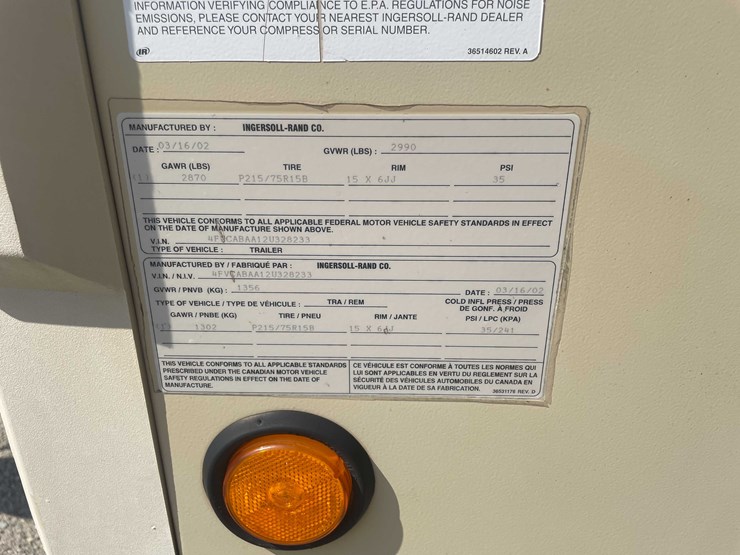 INFORMATION VERIFYING COMPLIANCE TO E.P.A. REGULATIONS FOR NOISE
EMISSIONS, PLEASE CONTACT YOUR NEAREST INGERSOLL-RAND DEALER
AND REFERENCE YOUR COMPRESSOR SERIAL NUMBER.
IR 36514602 REV. A
MANUFACTURED BY : INGERSOLL-RAND CO.
DATE : 03/16/02 GVWR (LBS) : 2990
GAWR (LBS) TIRE RIM PSI
(1) 2870 P215/75R15B 15 X 6JJ 35
THIS VEHICLE CONFORMS TO ALL APPLICABLE FEDERAL MOTOR VEHICLE SAFETY STANDARDS IN EFFECT
ON THE DATE OF MANUFACTURE SHOWN ABOVE.
V.I.N. 4FVCABAA12U328233
TYPE OF VEHICLE : TRAILER
MANUFACTURED BY / FABRIQUÉ PAR : INGERSOLL-RAND CO.
V.I.N. / N.I.V. 4FVCABAA12U328233
GVWR / PNVB (KG) : 1356 DATE : 03/16/02
TYPE OF VEHICLE / TYPE DE VÉHICULE : TRA / REM COLD INFL PRESS / PRESS
DE GONF. À FROID
GAWR / PNBE (KG) TIRE / PNEU RIM / JANTE PSI / LPC (KPA)
(1) 1302 P215/75R15B 15 X 6JJ 35/241
THIS VEHICLE CONFORMS TO ALL APPLICABLE STANDARDS
PRESCRIBED UNDER THE CANADIAN MOTOR VEHICLE
SAFETY REGULATIONS IN EFFECT ON THE DATE OF
MANUFACTURE.
CE VÉHICULE EST CONFORME À TOUTES LES NORMES QUI
LUI SONT APPLICABLES EN VERTU DU REGLEMENT SUR LA
SÉCURITÉ DES VÉHICULES AUTOMOBILES DU CANADA EN
VIGUEUR À LA DATE DE SA FABRICATION. 36531178 REV. D